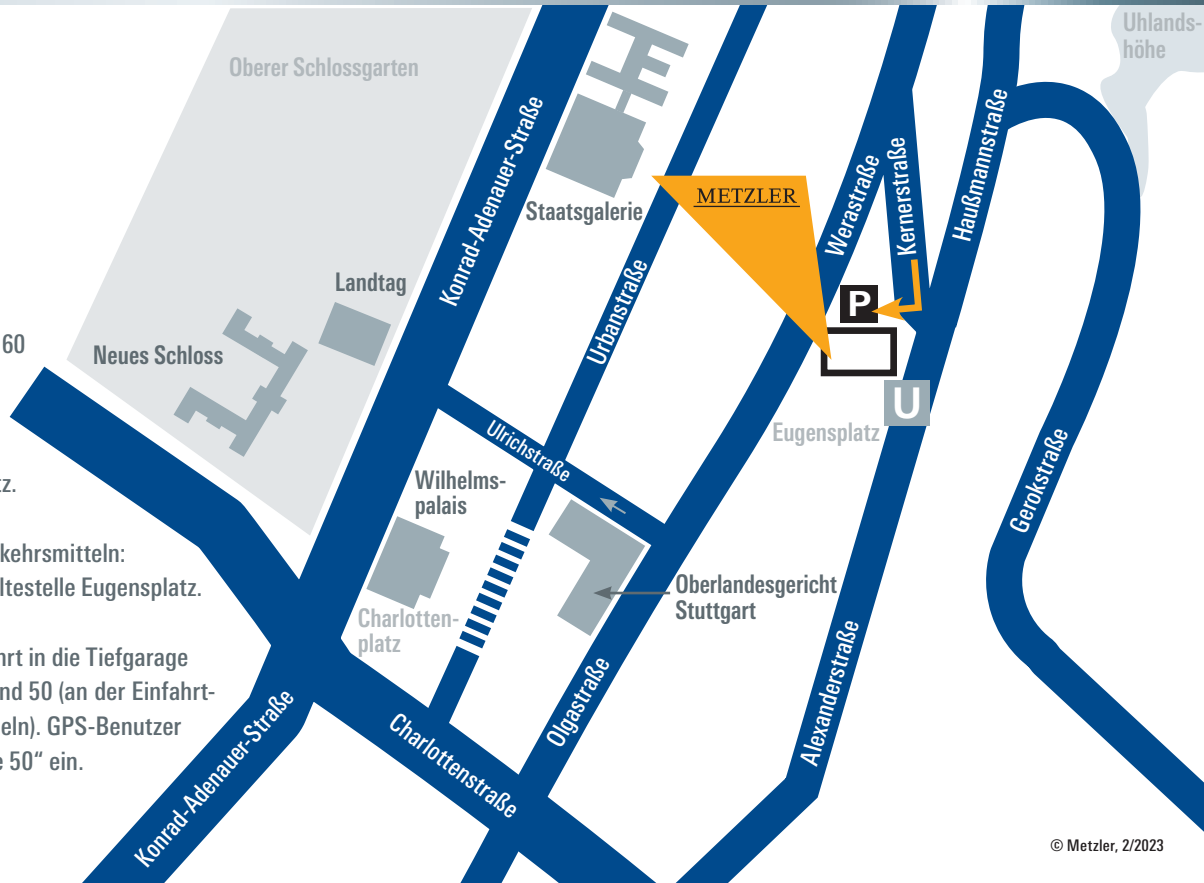 Uhlands-
höhe
Oberer Schlossgarten
Konrad-Adenauer-Straße
Staatsgalerie
METZLER
Werastraße
Kernerstraße
Haußmannstraße
Landtag
Neues Schloss
Urbanstraße
P
U
Eugensplatz
Ulrichstraße
Gerokstraße
Wilhelms-
palais
Charlotten-
platz
Oberlandesgericht
Stuttgart
Olgastraße
Alexanderstraße
Charlottenstraße
Konrad-Adenauer-Straße
60
tz.
kehrsmitteln:
ltestelle Eugensplatz.
hrt in die Tiefgarage
nd 50 (an der Einfahrt-
eln). GPS-Benutzer
e 50“ ein.
© Metzler, 2/2023